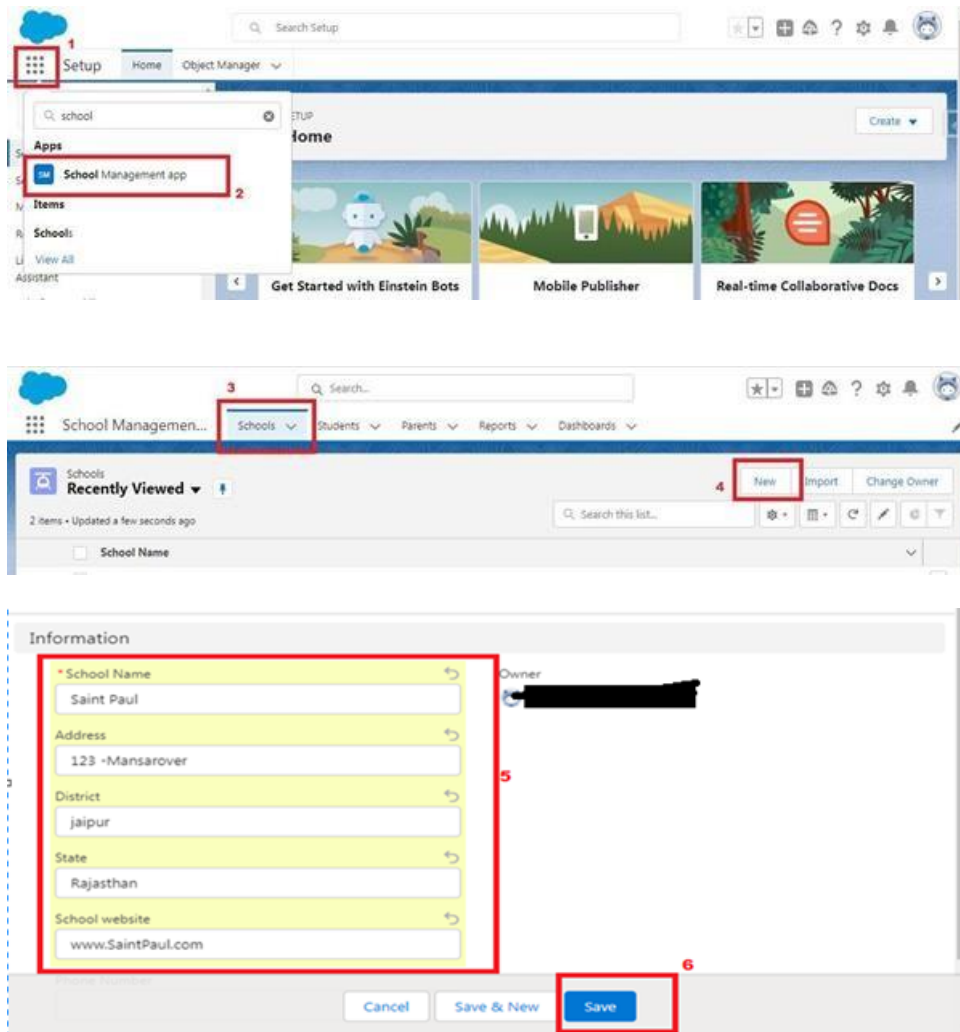 Search Setup
1
Setup Home Object Manager
school
SETUP
Home
Create
Apps
SM School Management app
2
Items
Schools
View All
Assistant
Get Started with Einstein Bots Mobile Publisher Real-time Collaborative Docs
3
Search...
School Managemen... Schools Students Parents Reports Dashboards
Schools
Recently Viewed
4
New Import Change Owner
2 items • Updated a few seconds ago
Search this list...
School Name
Information
*School Name
Owner
Saint Paul
Address
123 -Mansarover
5
District
jaipur
State
Rajasthan
School website
www.SaintPaul.com
Phone Number
6
Cancel Save & New Save